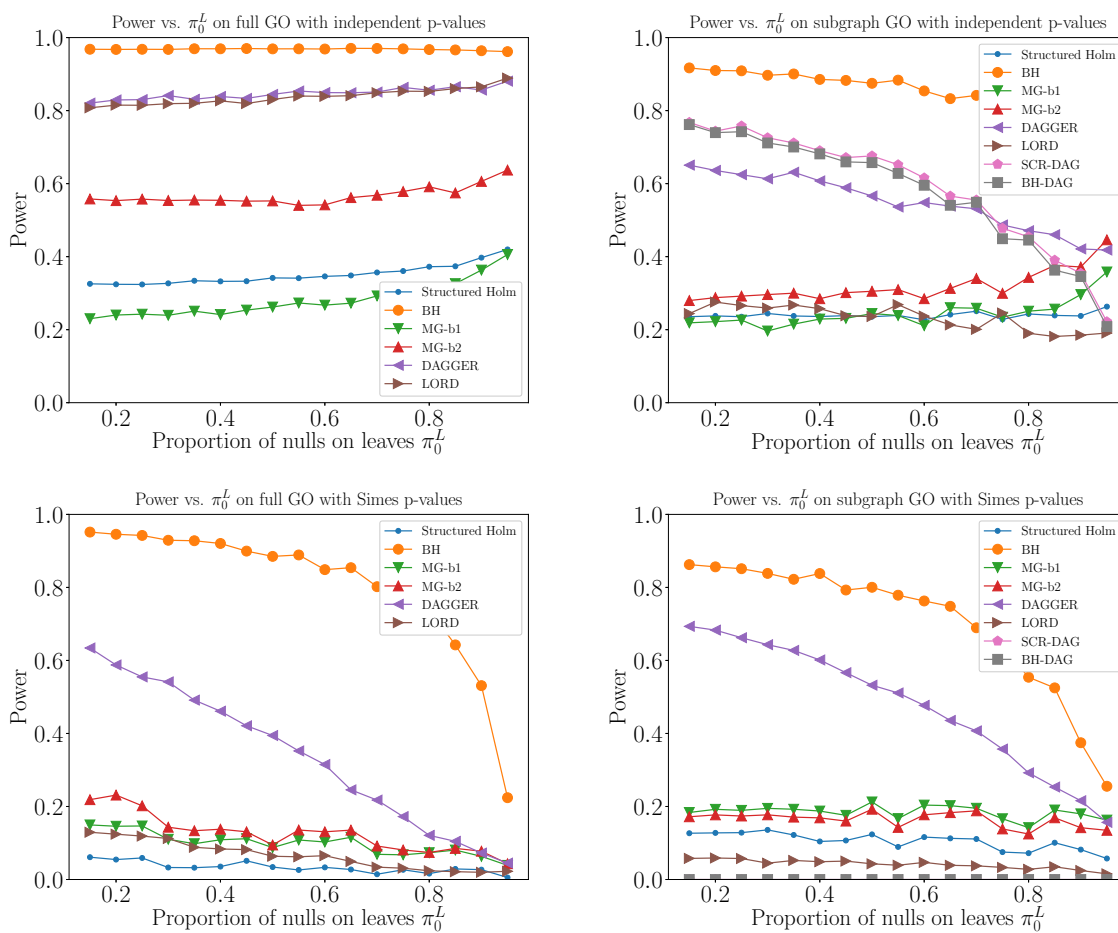 Power vs. π₀ᴸ on full GO with independent p-values
Power
1.0
0.8
0.6
0.4
0.2
0.0
0.2
0.4
0.6
0.8
Proportion of nulls on leaves π₀ᴸ
Structured Holm
BH
MG-b1
MG-b2
DAGGER
LORD
Power vs. π₀ᴸ on subgraph GO with independent p-values
Power
1.0
0.8
0.6
0.4
0.2
0.0
0.2
0.4
0.6
0.8
Proportion of nulls on leaves π₀ᴸ
Structured Holm
BH
MG-b1
MG-b2
DAGGER
LORD
SCR-DAG
BH-DAG
Power vs. π₀ᴸ on full GO with Simes p-values
Power
1.0
0.8
0.6
0.4
0.2
0.0
0.2
0.4
0.6
0.8
Proportion of nulls on leaves π₀ᴸ
Structured Holm
BH
MG-b1
MG-b2
DAGGER
LORD
Power vs. π₀ᴸ on subgraph GO with Simes p-values
Power
1.0
0.8
0.6
0.4
0.2
0.0
0.2
0.4
0.6
0.8
Proportion of nulls on leaves π₀ᴸ
Structured Holm
BH
MG-b1
MG-b2
DAGGER
LORD
SCR-DAG
BH-DAG